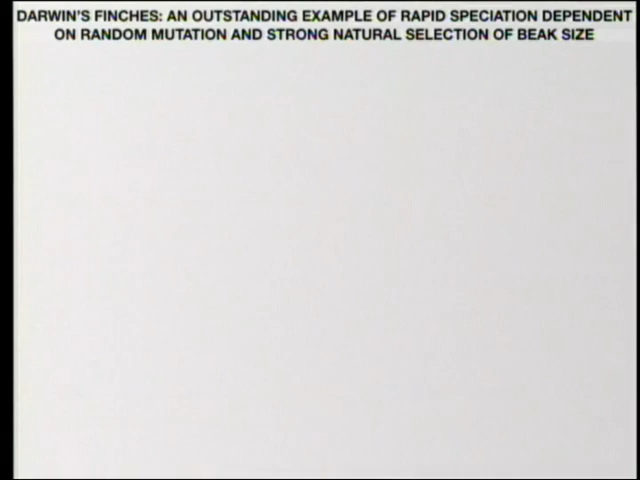 DARWIN'S FINCHES: AN OUTSTANDING EXAMPLE OF RAPID SPECIATION DEPENDENT
ON RANDOM MUTATION AND STRONG NATURAL SELECTION OF BEAK SIZE